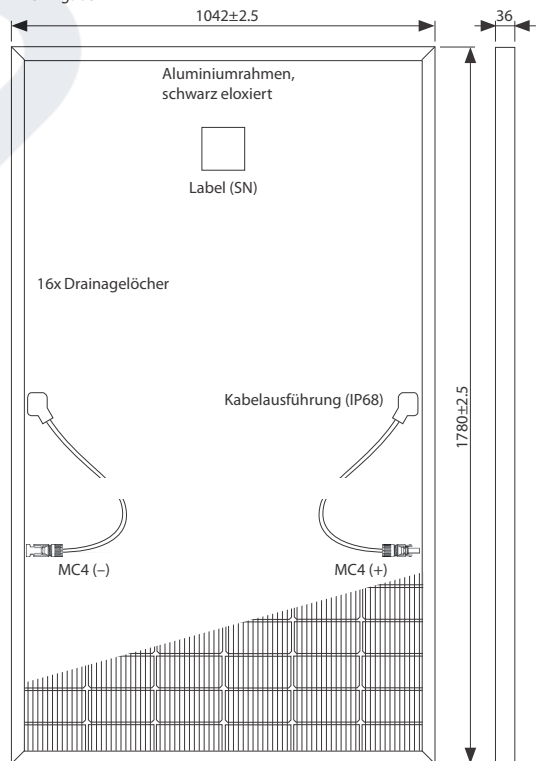 1042±2.5
36
Aluminiumrahmen,
schwarz eloxiert
Label (SN)
16x Drainagelöcher
Kabelausführung (IP68)
1780±2.5
MC4 (–)
MC4 (+)